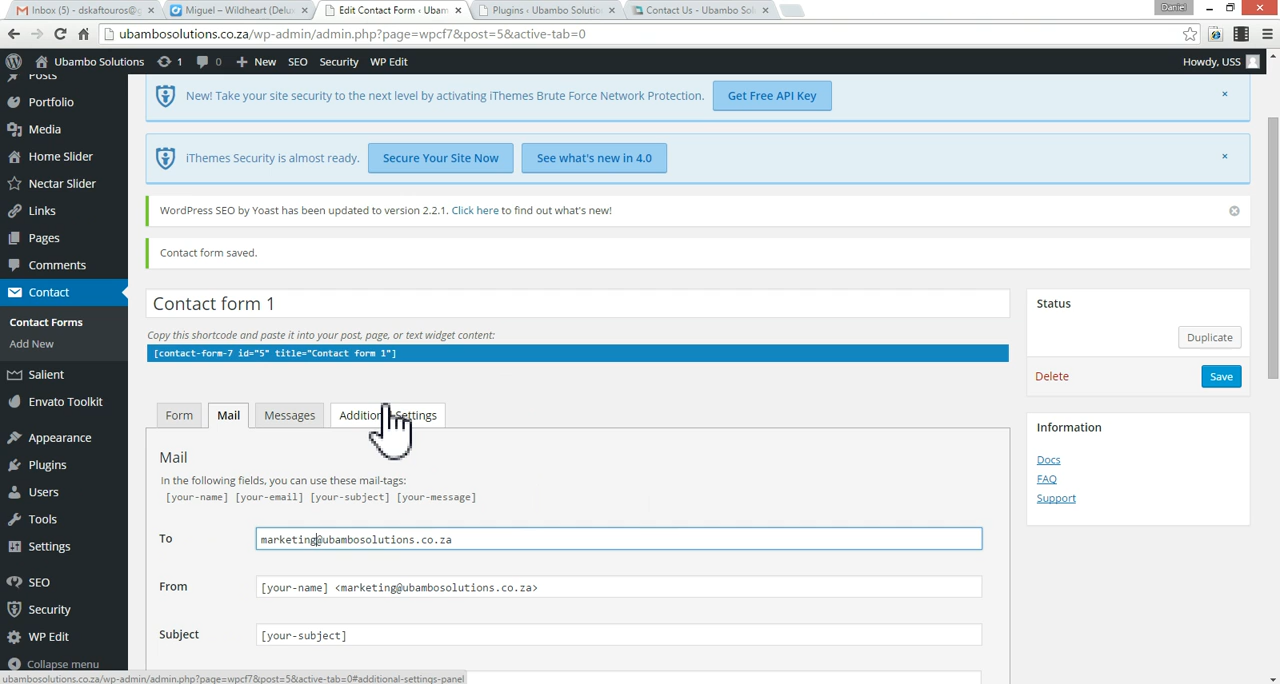 Inbox (5) - dskaftouros@g
Miguel – Wildheart (Delu
Edit Contact Form ‹ Ubam
Plugins ‹ Ubambo Solution
Contact Us - Ubambo Sol
Daniel
ubambosolutions.co.za/wp-admin/admin.php?page=wpcf7&post=5&active-tab=0
Ubambo Solutions
1
0
New
SEO
Security
WP Edit
Howdy, USS
Posts
Portfolio
Media
Home Slider
Nectar Slider
Links
Pages
Comments
Contact
Contact Forms
Add New
Salient
Envato Toolkit
Appearance
Plugins
Users
Tools
Settings
SEO
Security
WP Edit
Collapse menu
New! Take your site security to the next level by activating iThemes Brute Force Network Protection.
Get Free API Key
iThemes Security is almost ready.
Secure Your Site Now
See what's new in 4.0
WordPress SEO by Yoast has been updated to version 2.2.1. Click here to find out what's new!
Contact form saved.
Contact form 1
Copy this shortcode and paste it into your post, page, or text widget content:
[contact-form-7 id="5" title="Contact form 1"]
Form
Mail
Messages
Additional Settings
Mail
In the following fields, you can use these mail-tags:
[your-name] [your-email] [your-subject] [your-message]
To
marketing@ubambosolutions.co.za
From
[your-name] <marketing@ubambosolutions.co.za>
Subject
[your-subject]
Status
Duplicate
Delete
Save
Information
Docs
FAQ
Support
ubambosolutions.co.za/wp-admin/admin.php?page=wpcf7&post=5&active-tab=0#additional-settings-panel